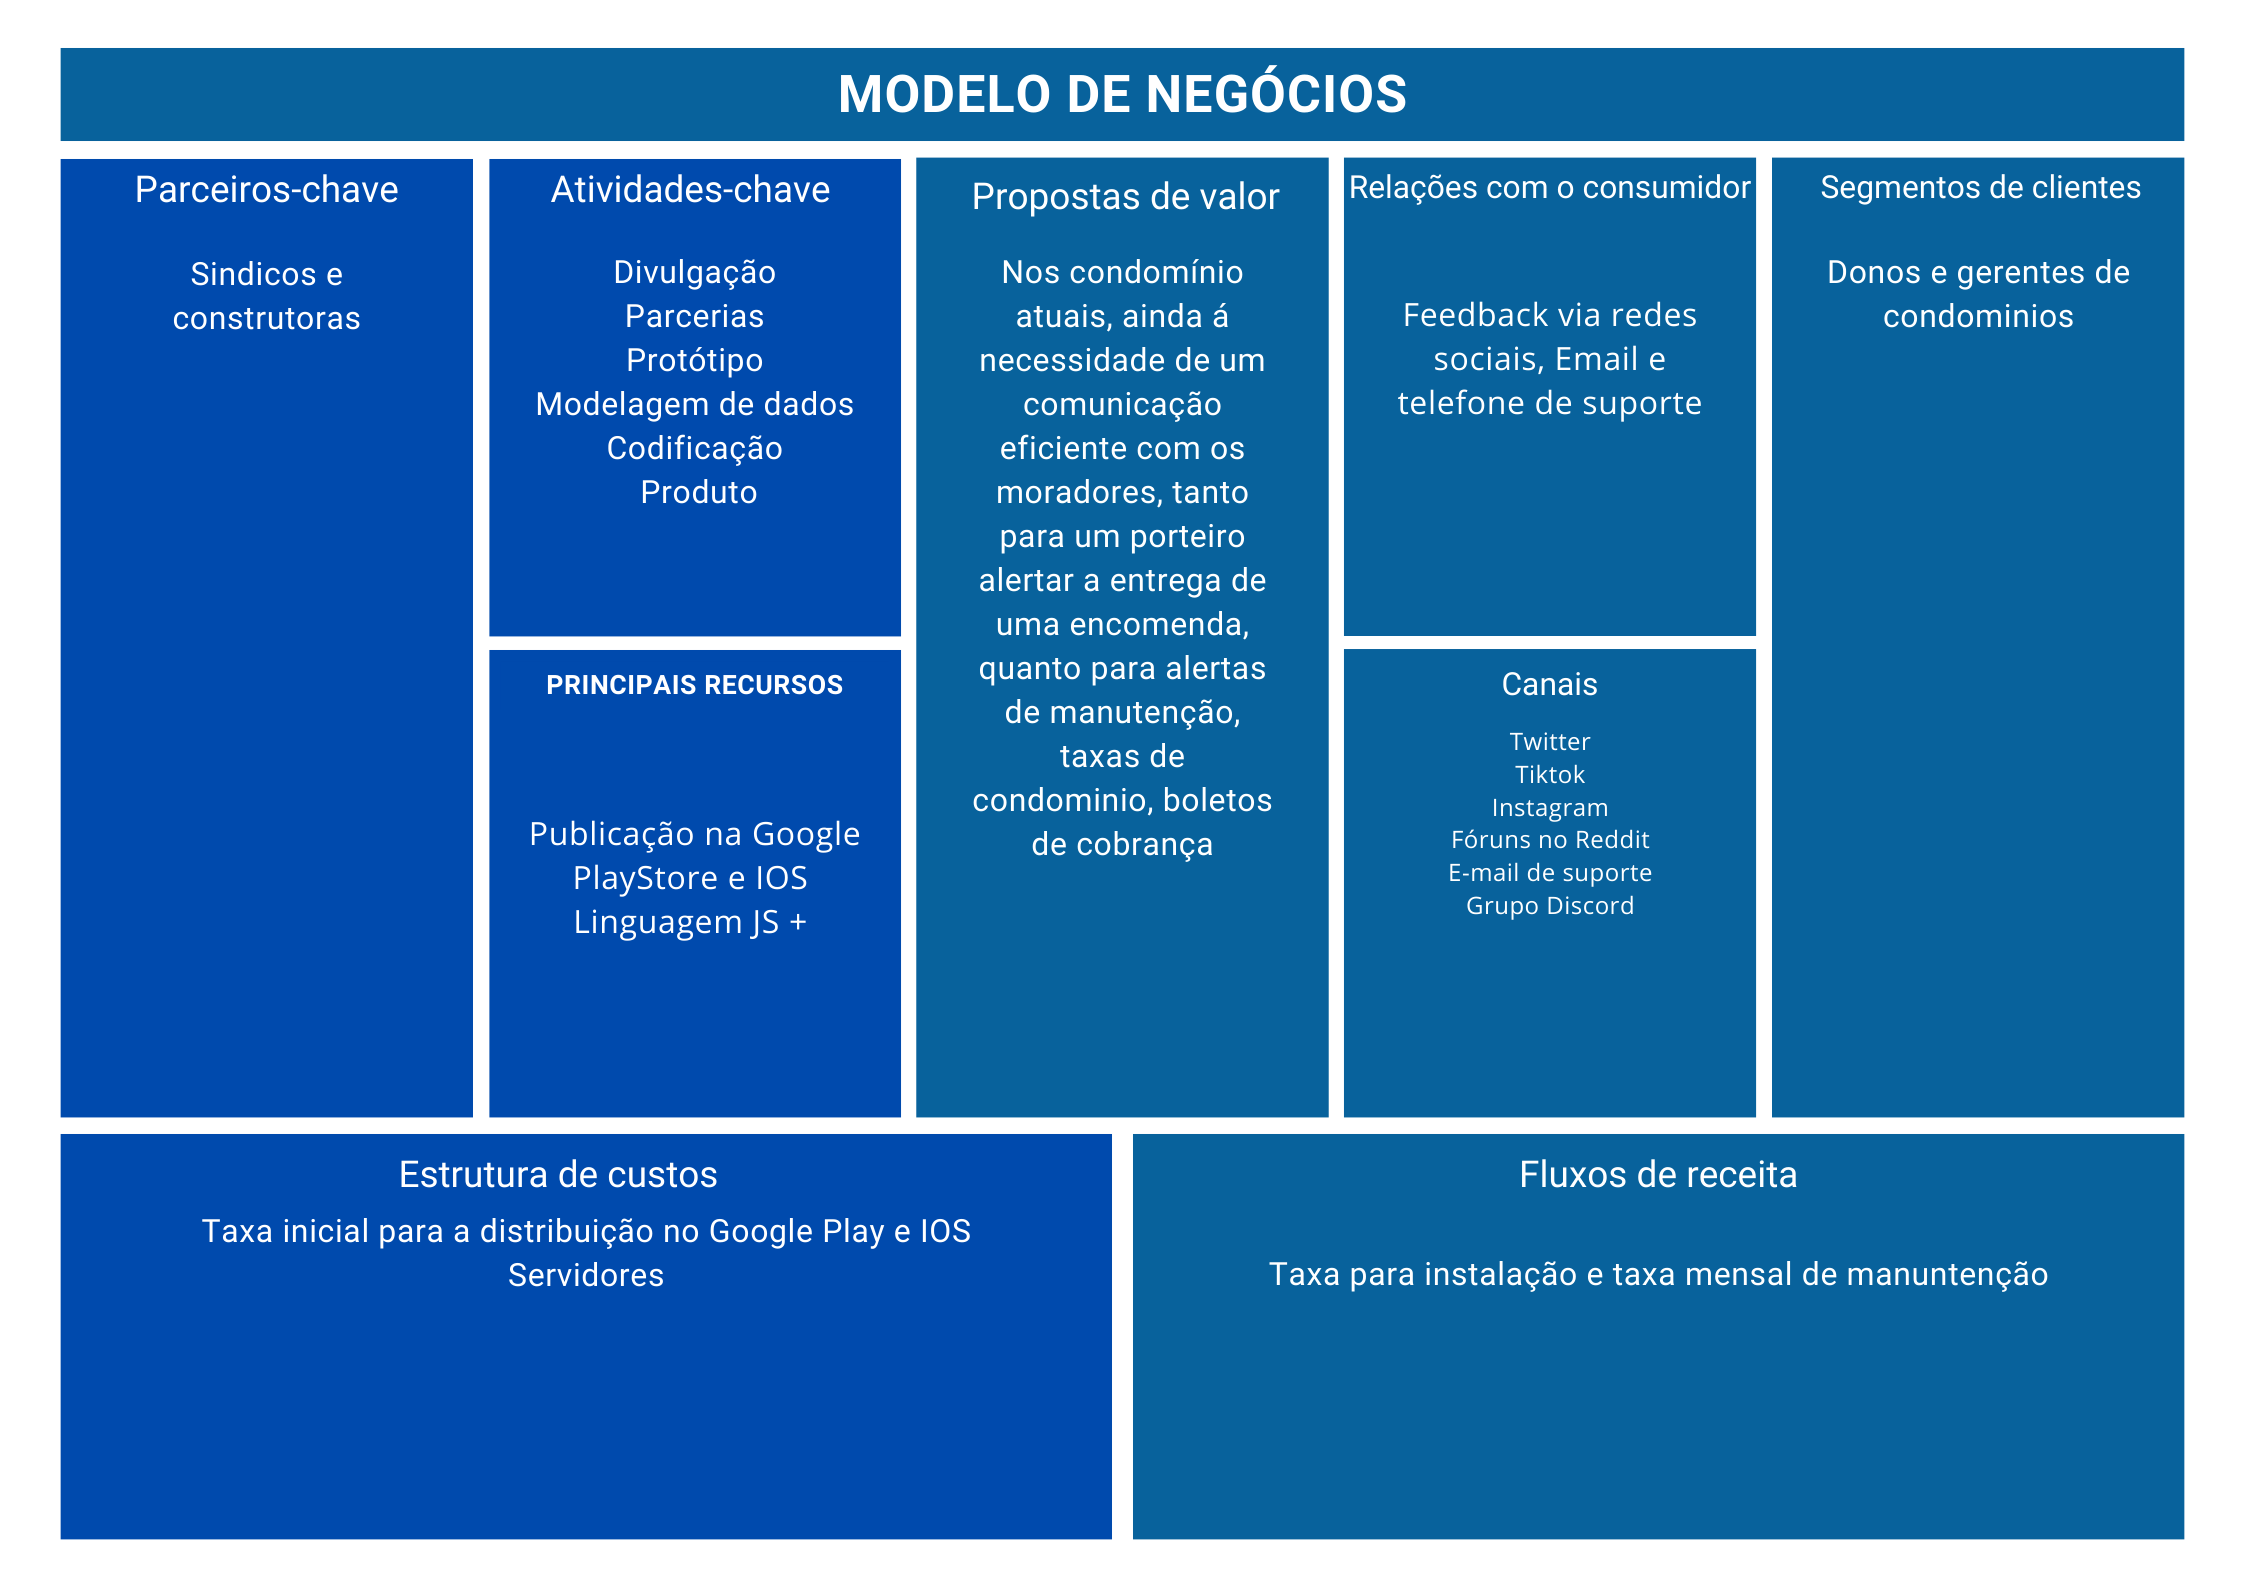 MODELO DE NEGÓCIOS
Parceiros-chave
Sindicos e
construtoras
Atividades-chave
Divulgação
Parcerias
Protótipo
Modelagem de dados
Codificação
Produto
PRINCIPAIS RECURSOS
Publicação na Google
PlayStore e IOS
Linguagem JS +
Propostas de valor
Nos condomínio
atuais, ainda á
necessidade de um
comunicação
eficiente com os
moradores, tanto
para um porteiro
alertar a entrega de
uma encomenda,
quanto para alertas
de manutenção,
taxas de
condominio, boletos
de cobrança
Relações com o consumidor
Feedback via redes
sociais, Email e
telefone de suporte
Canais
Twitter
Tiktok
Instagram
Fóruns no Reddit
E-mail de suporte
Grupo Discord
Segmentos de clientes
Donos e gerentes de
condominios
Estrutura de custos
Taxa inicial para a distribuição no Google Play e IOS
Servidores
Fluxos de receita
Taxa para instalação e taxa mensal de manuntenção